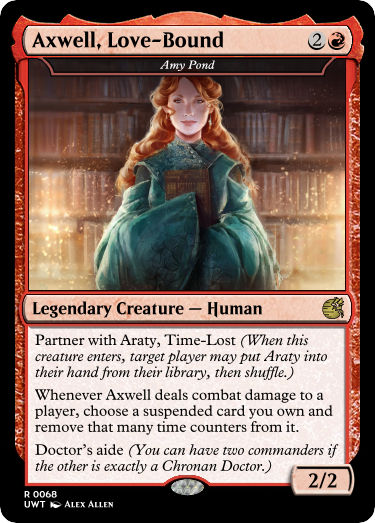 Axwell, Love-Bound 2
Amy Pond
Legendary Creature — Human
Partner with Araty, Time-Lost (When this
creature enters, target player may put Araty into
their hand from their library, then shuffle.)
Whenever Axwell deals combat damage to a
player, choose a suspended card you own and
remove that many time counters from it.
Doctor's aide (You can have two commanders if
the other is exactly a Chronan Doctor.)
2/2
R 0068
UWT ALEX ALLEN